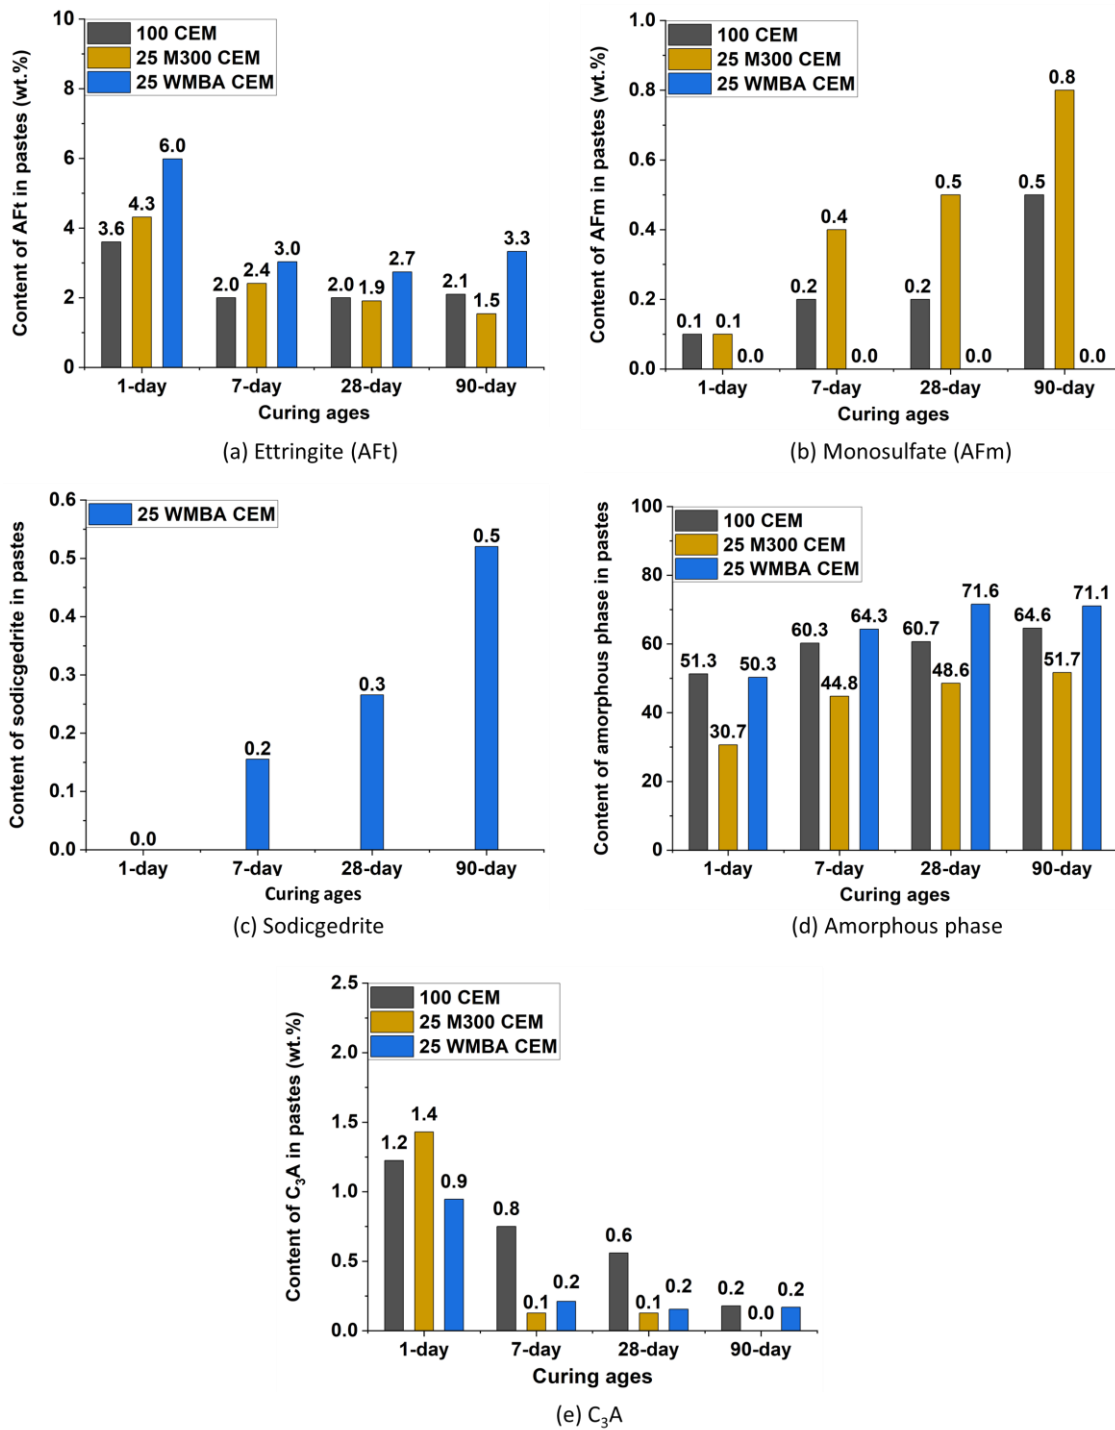 100 CEM
25 M300 CEM
25 WMBA CEM
Content of AFt in pastes (wt.%)
10
8
6
4
2
0
3.6
4.3
6.0
2.0
2.4
3.0
2.0
1.9
2.7
2.1
1.5
3.3
1-day
7-day
28-day
90-day
Curing ages
(a) Ettringite (AFt)
100 CEM
25 M300 CEM
25 WMBA CEM
Content of AFm in pastes (wt.%)
1.0
0.8
0.6
0.4
0.2
0.0
0.1
0.1
0.0
0.2
0.4
0.0
0.2
0.5
0.0
0.5
0.8
0.0
1-day
7-day
28-day
90-day
Curing ages
(b) Monosulfate (AFm)
25 WMBA CEM
Content of sodicgedrite in pastes
0.6
0.5
0.4
0.3
0.2
0.1
0.0
0.0
0.2
0.3
0.5
1-day
7-day
28-day
90-day
Curing ages
(c) Sodicgedrite
100 CEM
25 M300 CEM
25 WMBA CEM
Content of amorphous phase in pastes
100
80
60
40
20
0
51.3
30.7
50.3
60.3
44.8
64.3
60.7
48.6
71.6
64.6
51.7
71.1
1-day
7-day
28-day
90-day
Curing ages
(d) Amorphous phase
100 CEM
25 M300 CEM
25 WMBA CEM
Content of C₃A in pastes (wt.%)
2.5
2.0
1.5
1.0
0.5
0.0
1.2
1.4
0.9
0.8
0.1
0.2
0.6
0.1
0.2
0.2
0.0
0.2
1-day
7-day
28-day
90-day
Curing ages
(e) C₃A